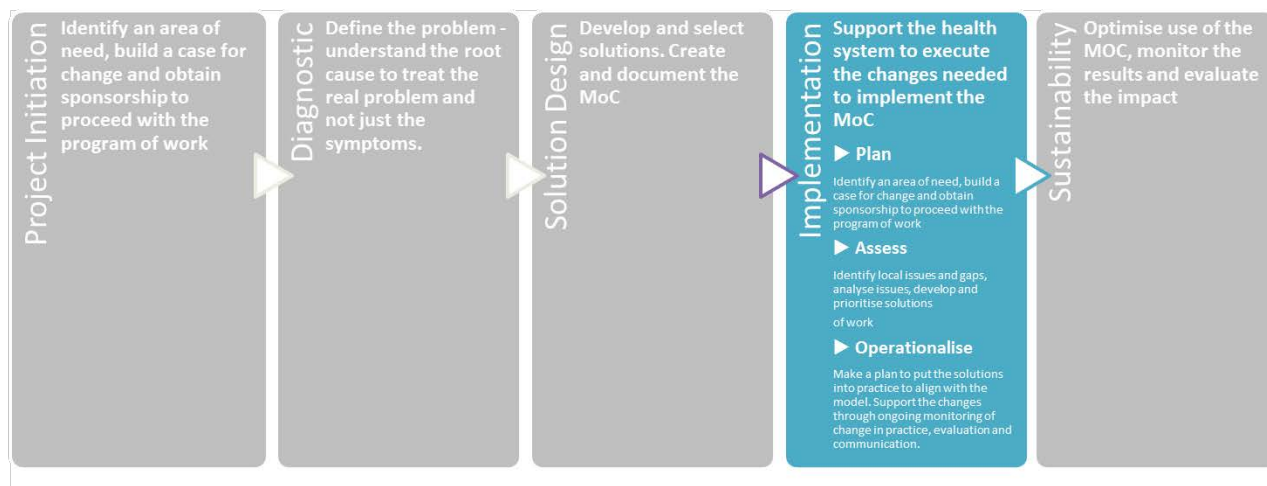 Project Initiation
Identify an area of
need, build a case for
change and obtain
sponsorship to
proceed with the
program of work
Diagnostic
Define the problem -
understand the root
cause to treat the
real problem and
not just the
symptoms.
Solution Design
Develop and select
solutions. Create
and document the
MoC
Implementation
Support the health
system to execute
the changes needed
to implement the
MoC
Plan
Identify an area of need, build a
case for change and obtain
sponsorship to proceed with the
program of work
Assess
Identify local issues and gaps,
analyse issues, develop and
prioritise solutions
of work
Operationalise
Make a plan to put the solutions
into practice to align with the
model. Support the changes
through ongoing monitoring of
change in practice, evaluation and
communication.
Sustainability
Optimise use of the
MOC, monitor the
results and evaluate
the impact